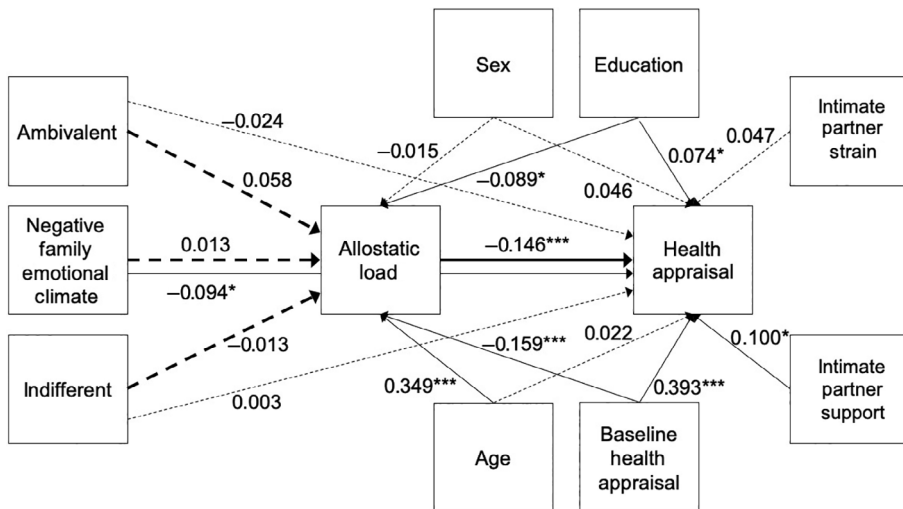 Sex
Education
Ambivalent
Intimate
partner
strain
−0.024
−0.015
0.047
0.074*
−0.089*
0.058
0.046
Negative
family
emotional
climate
0.013
−0.094*
Allostatic
load
−0.146***
Health
appraisal
−0.013
0.022
−0.159***
0.100*
Indifferent
0.003
0.349***
0.393***
Intimate
partner
support
Age
Baseline
health
appraisal